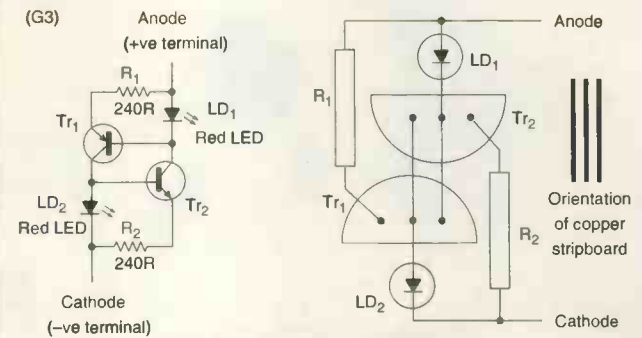 (G3)
Anode
(+ve terminal)
R1
240R
LD1
Red LED
Tr1
Tr2
LD2
Red LED
R2
240R
Cathode
(−ve terminal)
Anode
LD1
R1
Tr2
Tr1
R2
LD2
Cathode
Orientation
of copper
stripboard